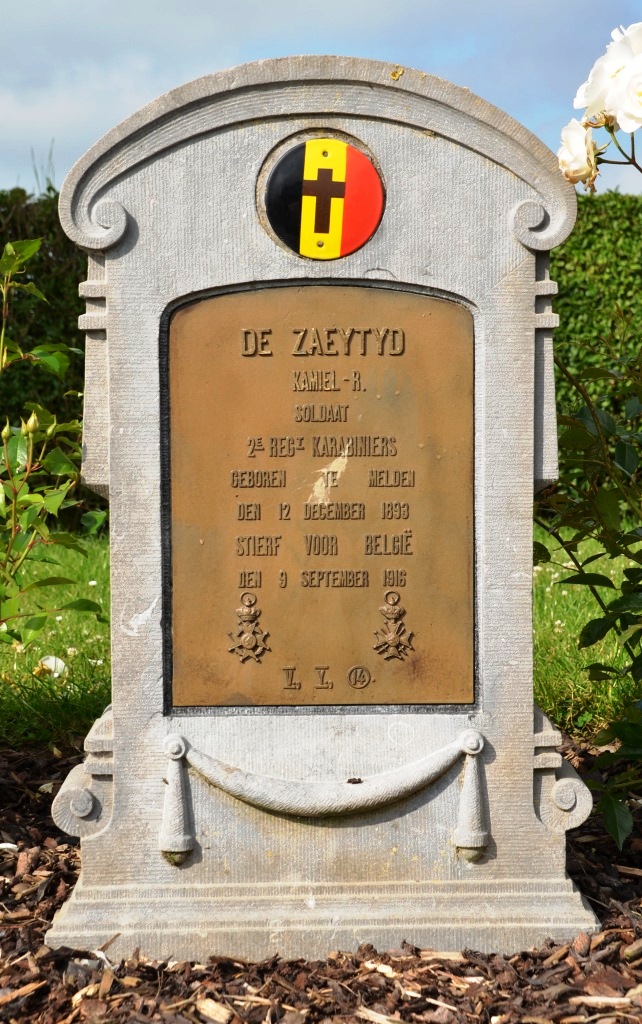 DE ZAEYTYD
KAMIEL-R.
SOLDAAT
2E REGT KARABINIERS
GEBOREN TE MELDEN
DEN 12 DECEMBER 1893
STIERF VOOR BELGIË
DEN 9 SEPTEMBER 1916
V. V. 14.